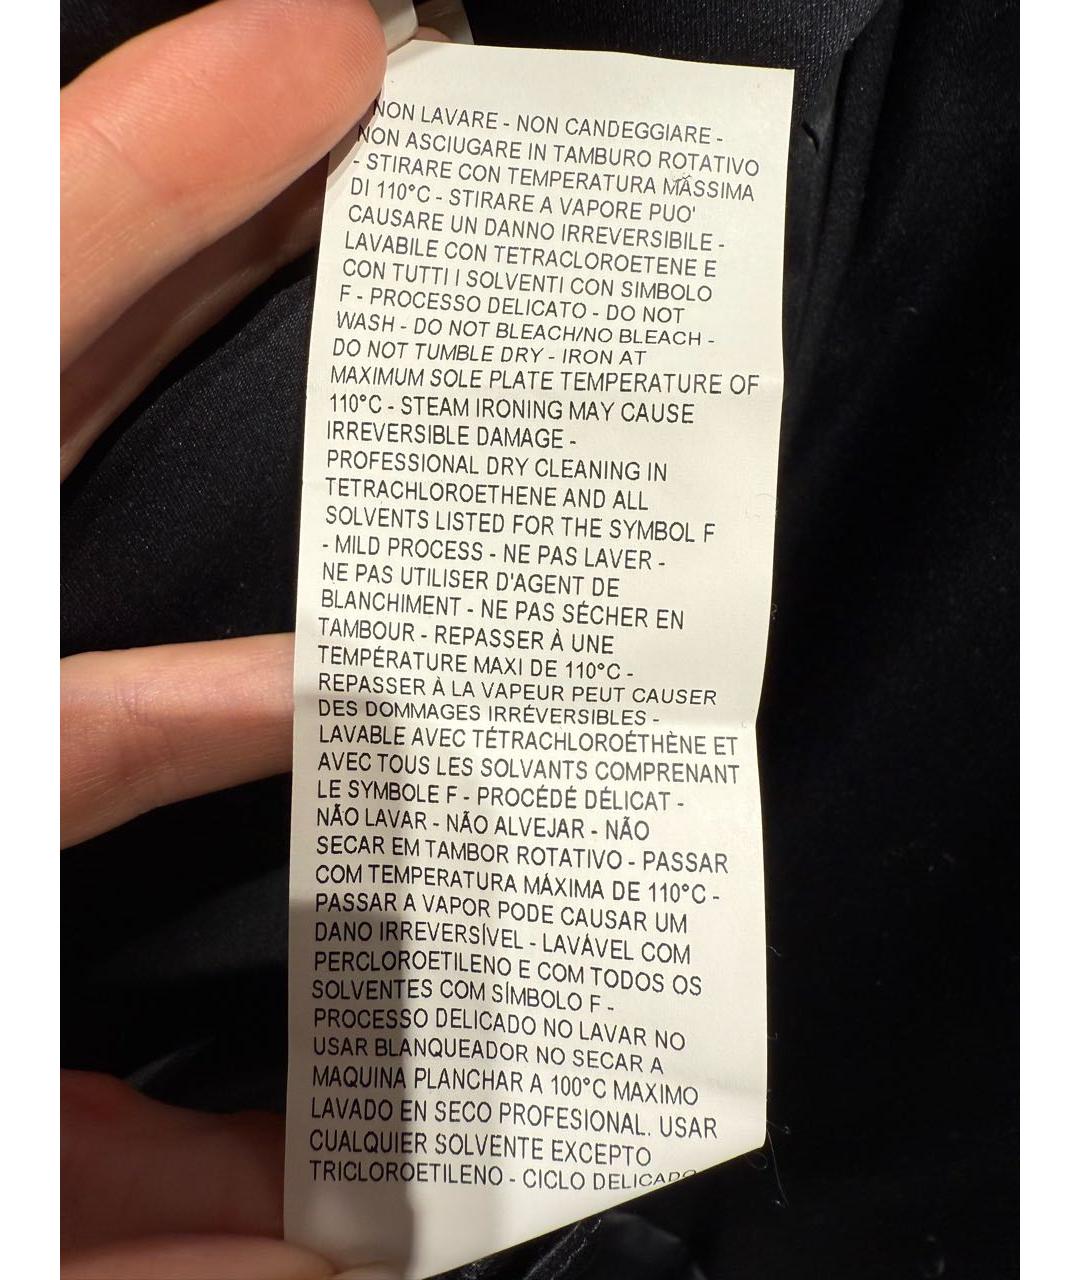 NON LAVARE - NON CANDEGGIARE -
NON ASCIUGARE IN TAMBURO ROTATIVO
- STIRARE CON TEMPERATURA MASSIMA
DI 110°C - STIRARE A VAPORE PUO'
CAUSARE UN DANNO IRREVERSIBILE -
LAVABILE CON TETRACLOROETENE E
CON TUTTI I SOLVENTI CON SIMBOLO
F - PROCESSO DELICATO - DO NOT
WASH - DO NOT BLEACH/NO BLEACH -
DO NOT TUMBLE DRY - IRON AT
MAXIMUM SOLE PLATE TEMPERATURE OF
110°C - STEAM IRONING MAY CAUSE
IRREVERSIBLE DAMAGE -
PROFESSIONAL DRY CLEANING IN
TETRACHLOROETHENE AND ALL
SOLVENTS LISTED FOR THE SYMBOL F
- MILD PROCESS - NE PAS LAVER -
NE PAS UTILISER D'AGENT DE
BLANCHIMENT - NE PAS SÉCHER EN
TAMBOUR - REPASSER À UNE
TEMPÉRATURE MAXI DE 110°C -
REPASSER À LA VAPEUR PEUT CAUSER
DES DOMMAGES IRRÉVERSIBLES -
LAVABLE AVEC TÉTRACHLOROÉTHÈNE ET
AVEC TOUS LES SOLVANTS COMPRENANT
LE SYMBOLE F - PROCÉDÉ DÉLICAT -
NÃO LAVAR - NÃO ALVEJAR - NÃO
SECAR EM TAMBOR ROTATIVO - PASSAR
COM TEMPERATURA MÁXIMA DE 110°C -
PASSAR A VAPOR PODE CAUSAR UM
DANO IRREVERSÍVEL - LAVÁVEL COM
PERCLOROETILENO E COM TODOS OS
SOLVENTES COM SÍMBOLO F -
PROCESSO DELICADO NO LAVAR NO
USAR BLANQUEADOR NO SECAR A
MAQUINA PLANCHAR A 100°C MAXIMO
LAVADO EN SECO PROFESIONAL. USAR
CUALQUIER SOLVENTE EXCEPTO
TRICLOROETILENO - CICLO DELICADO